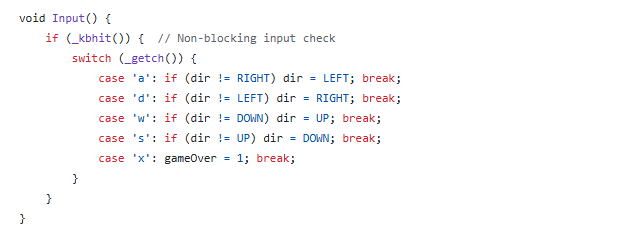 void Input() {
    if (_kbhit()) {  // Non-blocking input check
        switch (_getch()) {
            case 'a': if (dir != RIGHT) dir = LEFT; break;
            case 'd': if (dir != LEFT) dir = RIGHT; break;
            case 'w': if (dir != DOWN) dir = UP; break;
            case 's': if (dir != UP) dir = DOWN; break;
            case 'x': gameOver = 1; break;
        }
    }
}